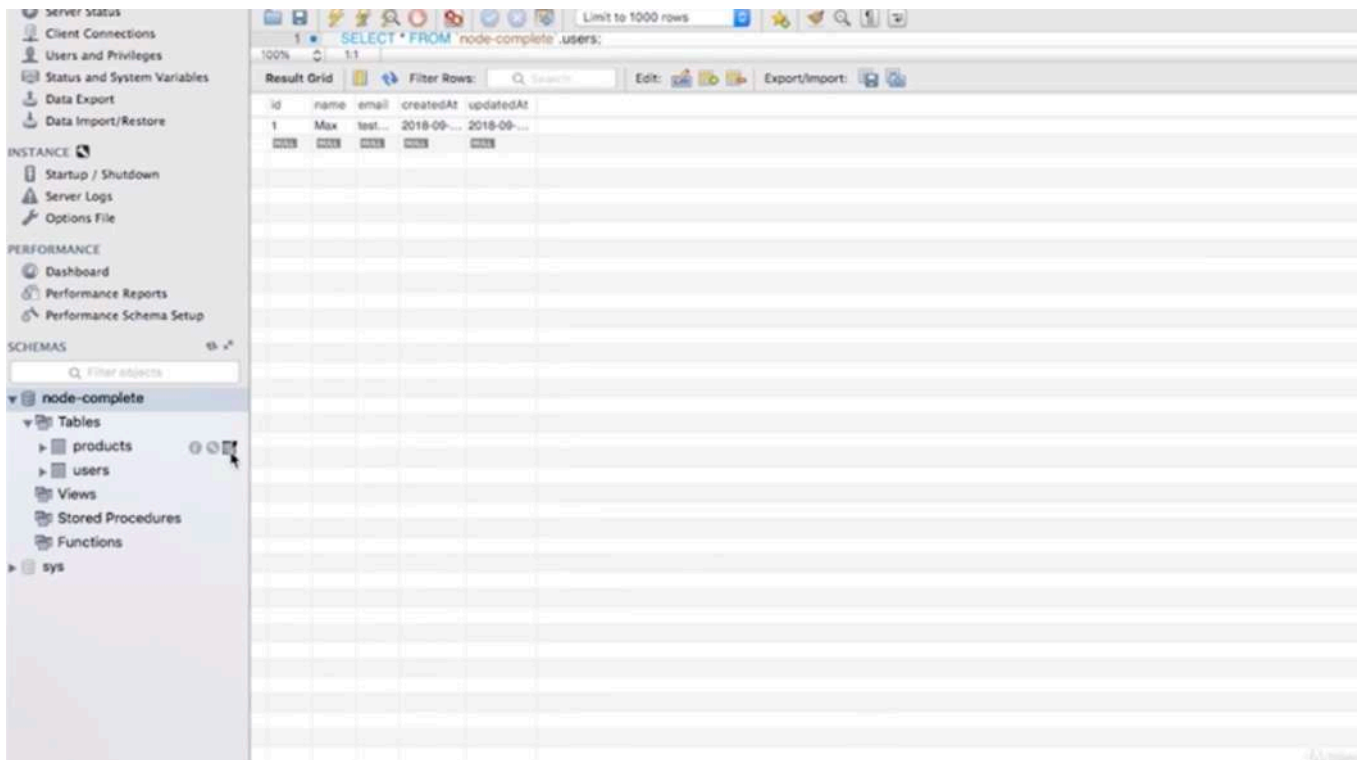 Server Status
Client Connections
Users and Privileges
Status and System Variables
Data Export
Data Import/Restore
INSTANCE
Startup / Shutdown
Server Logs
Options File
PERFORMANCE
Dashboard
Performance Reports
Performance Schema Setup
SCHEMAS
Filter objects
node-complete
Tables
products
users
Views
Stored Procedures
Functions
sys
Limit to 1000 rows
1 SELECT * FROM `node-complete`.users;
100% 1:1
Result Grid Filter Rows: Search Edit: Export/Import:
id name email createdAt updatedAt
1 Max test... 2018-09-... 2018-09-...
NULL NULL NULL NULL NULL